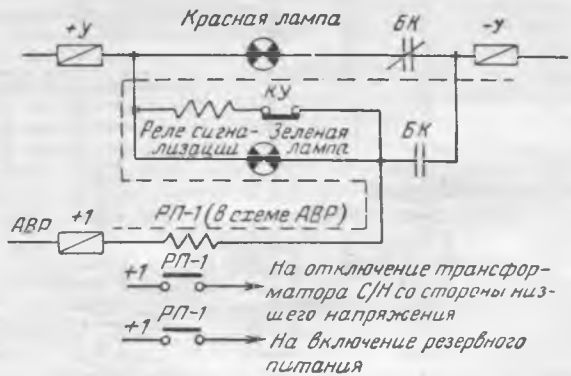 Красная лампа
+У
БК
-У
КУ
Реле сигна-
лизации
Зеленая
лампа
БК
РП-1 (в схеме АВР)
АВР
+1
РП-1
+1
На отключение трансфор-
матора С/Н со стороны низ-
шего напряжения
РП-1
+1
На включение резервного
питания